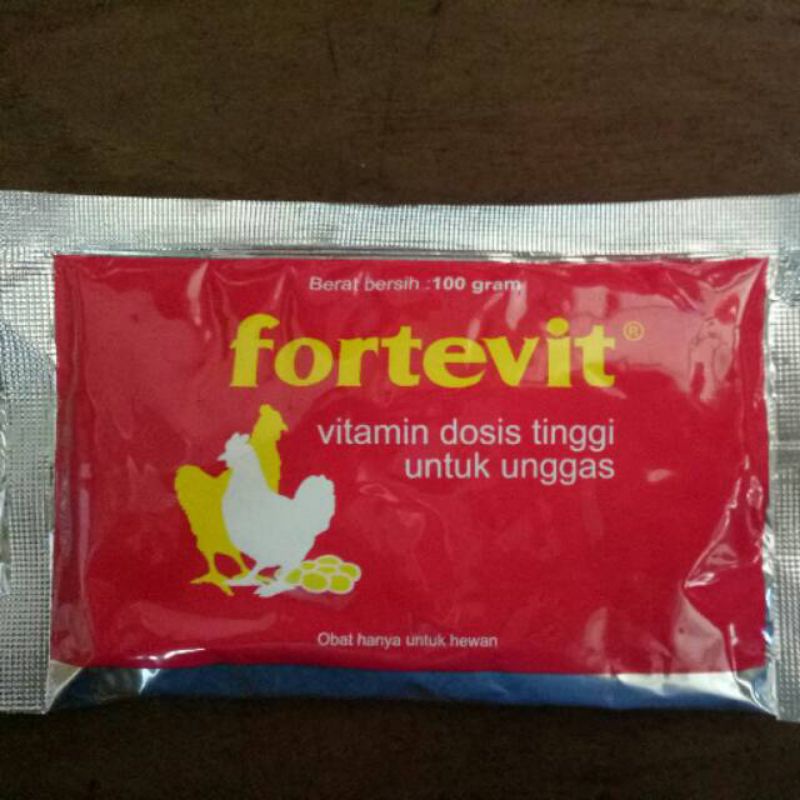 Berat bersih :100 gram
fortevit®
vitamin dosis tinggi
untuk unggas
Obat hanya untuk hewan